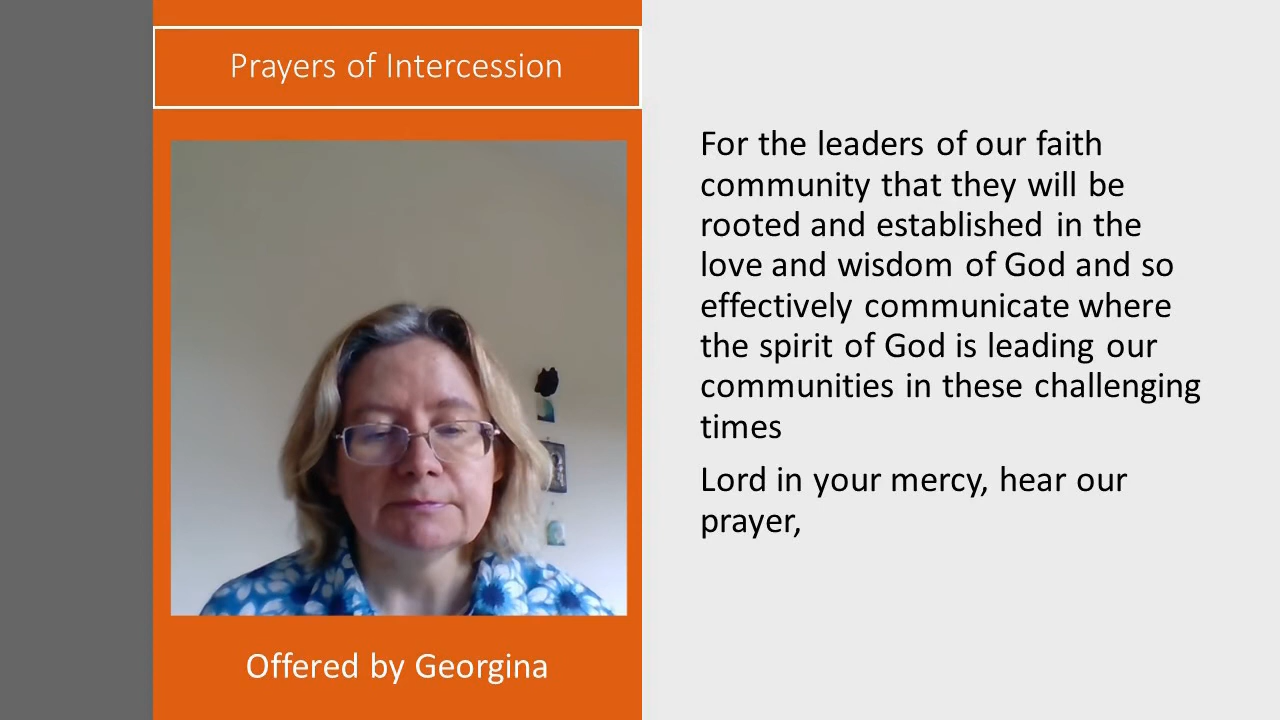 Prayers of Intercession
For the leaders of our faith
community that they will be
rooted and established in the
love and wisdom of God and so
effectively communicate where
the spirit of God is leading our
communities in these challenging
times
Lord in your mercy, hear our
prayer,
Offered by Georgina